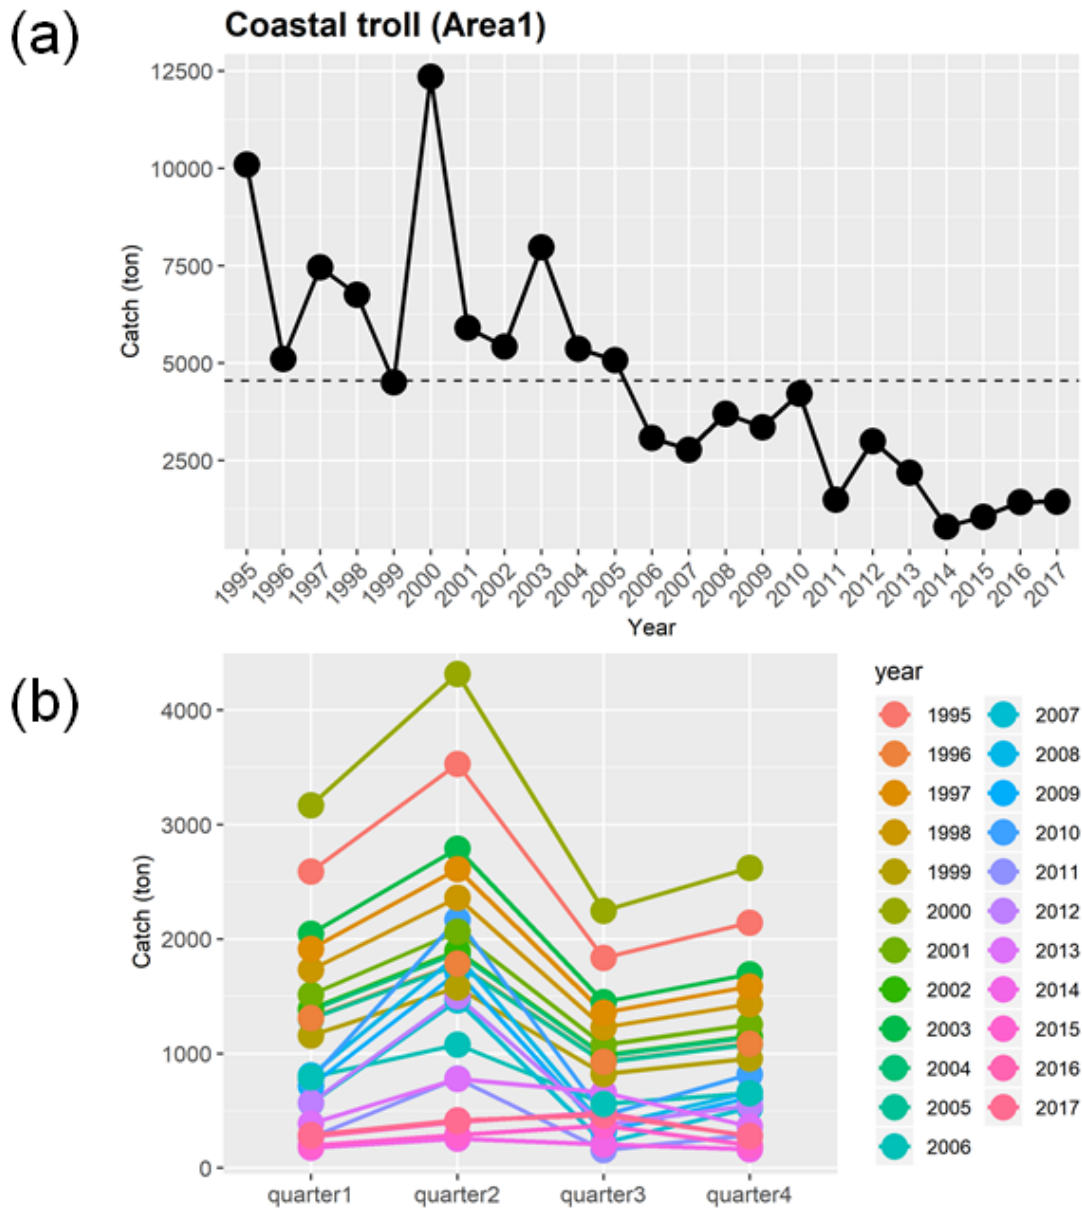 (a)
Coastal troll (Area1)
12500
10000
7500
5000
2500
Catch (ton)
1995 1996 1997 1998 1999 2000 2001 2002 2003 2004 2005 2006 2007 2008 2009 2010 2011 2012 2013 2014 2015 2016 2017
Year
(b)
4000
3000
2000
1000
0
Catch (ton)
quarter1 quarter2 quarter3 quarter4
year
1995 2007
1996 2008
1997 2009
1998 2010
1999 2011
2000 2012
2001 2013
2002 2014
2003 2015
2004 2016
2005 2017
2006